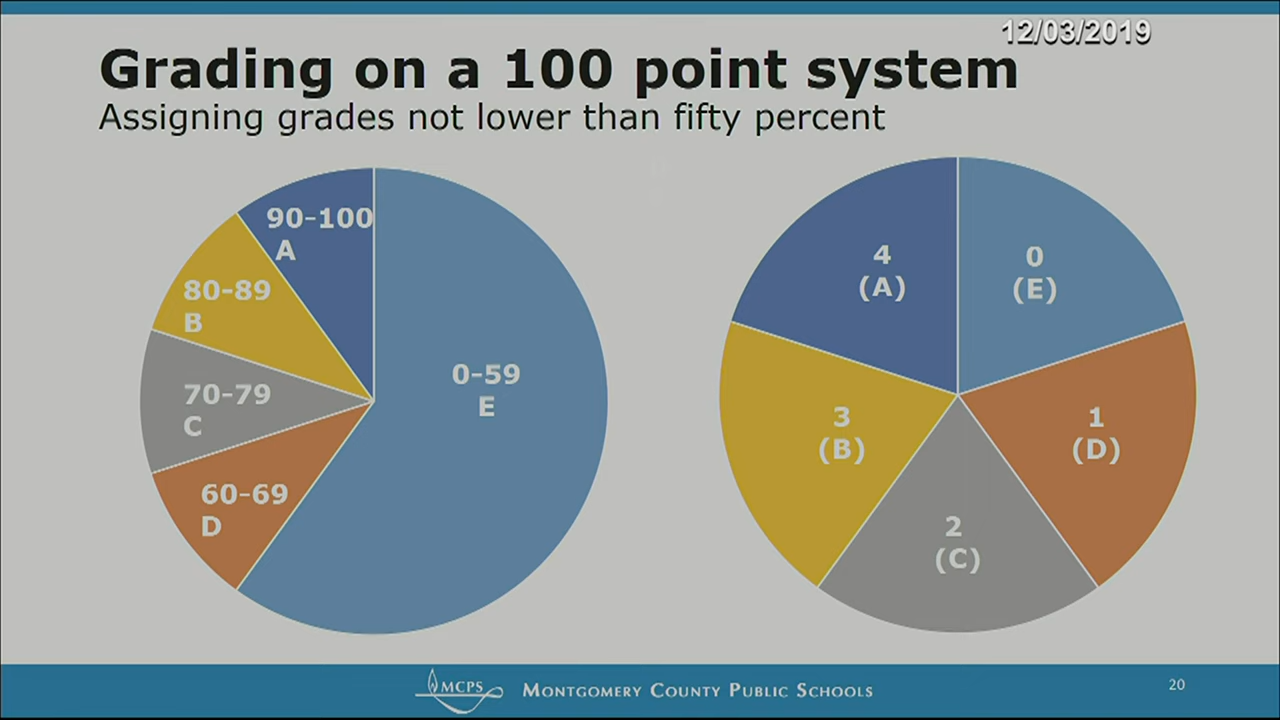 12/03/2019
Grading on a 100 point system
Assigning grades not lower than fifty percent
90-100
A
80-89
B
70-79
C
60-69
D
0-59
E
4
(A)
0
(E)
3
(B)
1
(D)
2
(C)
MCPS
MONTGOMERY COUNTY PUBLIC SCHOOLS
20